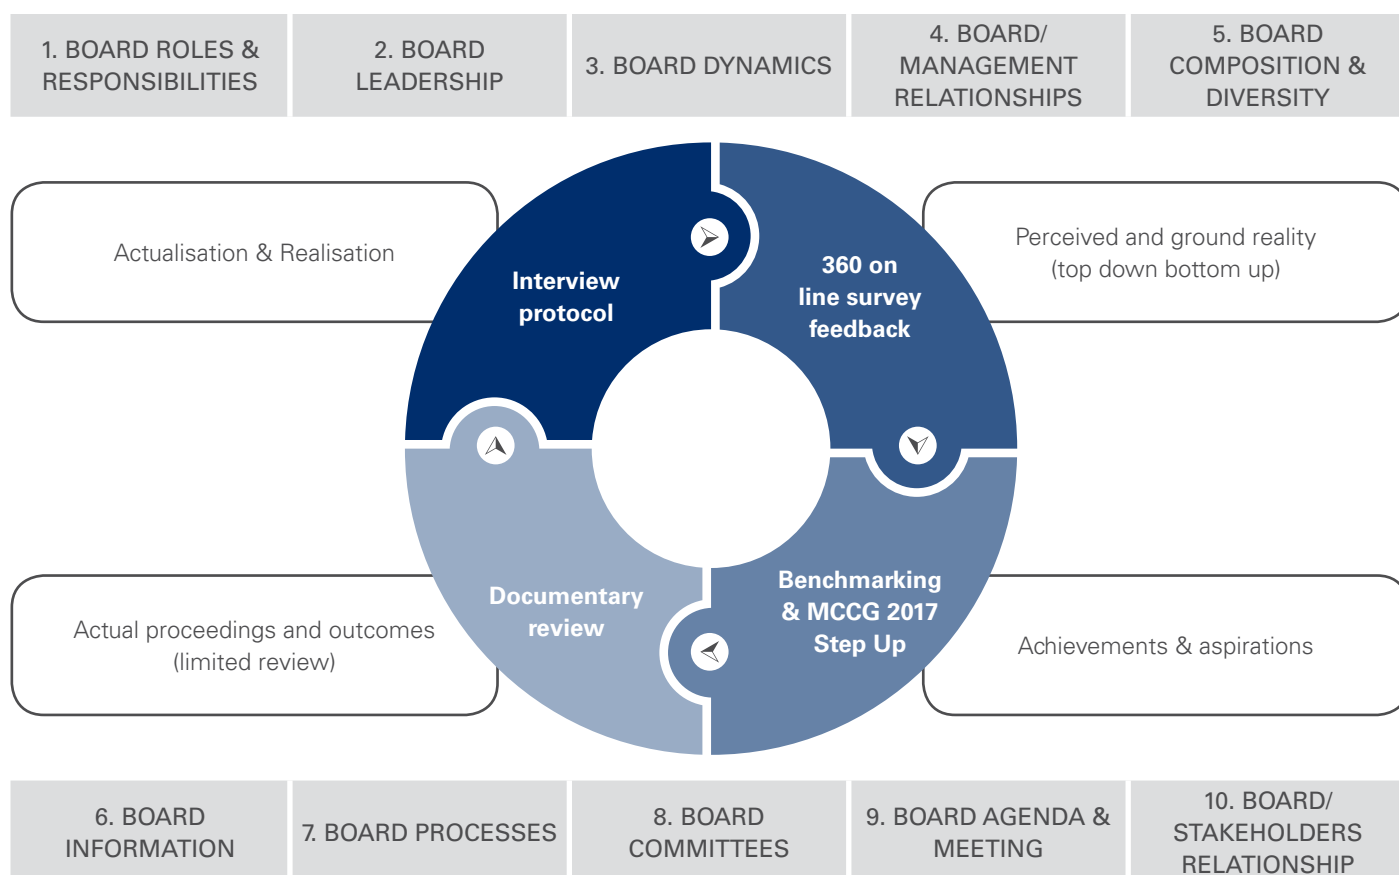 1. BOARD ROLES &
RESPONSIBILITIES
2. BOARD
LEADERSHIP
3. BOARD DYNAMICS
4. BOARD/
MANAGEMENT
RELATIONSHIPS
5. BOARD
COMPOSITION &
DIVERSITY
Actualisation & Realisation
Interview
protocol
360 on
line survey
feedback
Perceived and ground reality
(top down bottom up)
Actual proceedings and outcomes
(limited review)
Documentary
review
Benchmarking
& MCCG 2017
Step Up
Achievements & aspirations
6. BOARD
INFORMATION
7. BOARD PROCESSES
8. BOARD
COMMITTEES
9. BOARD AGENDA &
MEETING
10. BOARD/
STAKEHOLDERS
RELATIONSHIP